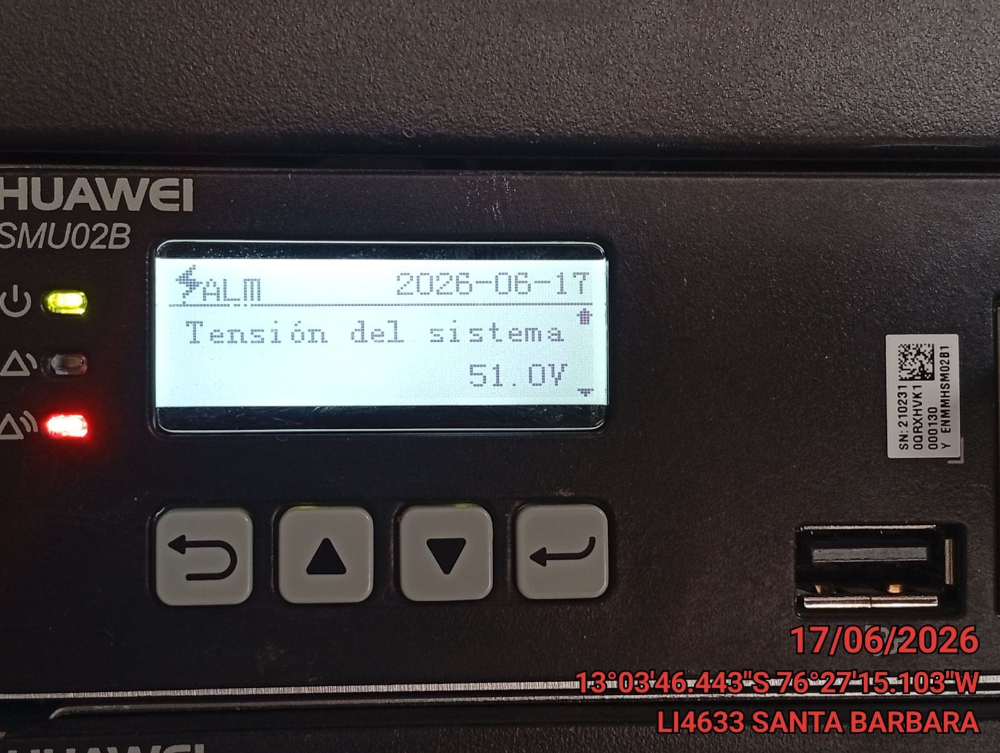 HUAWEI
SMU02B
ALM 2026-06-17
Tensión del sistema
51.0V
SN:210231
0QRXHVK1
000130
Y ENMMHSM02B1
17/06/2026
13°03'46.443"S 76°27'15.103"W
LI4633 SANTA BARBARA
HUAWEI